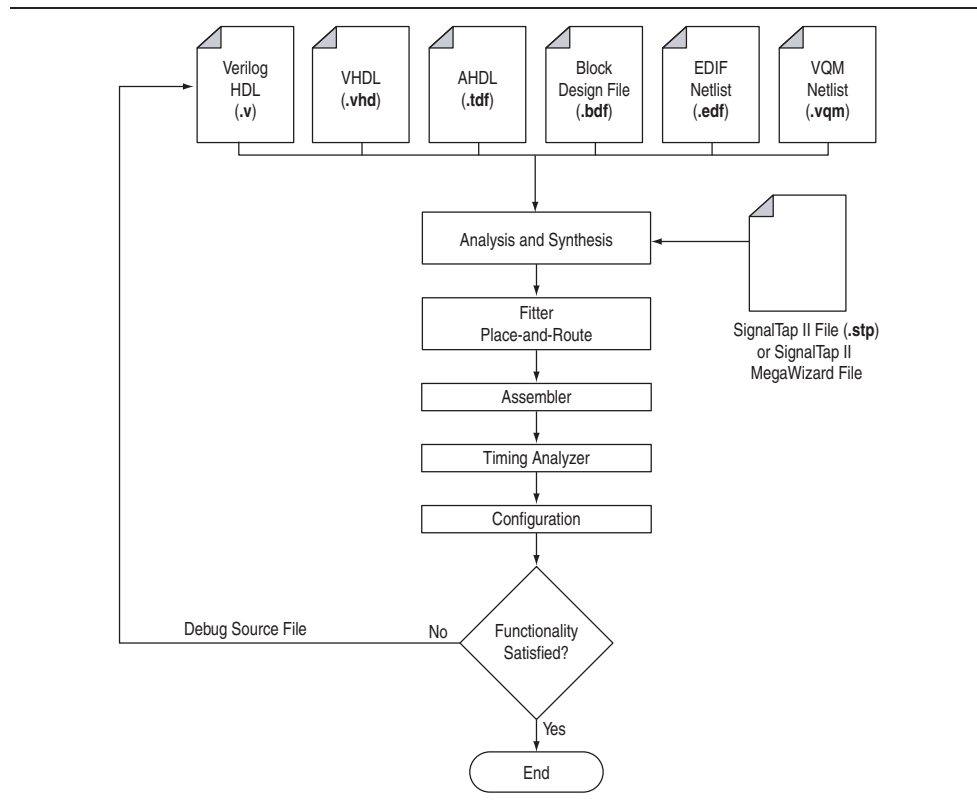 Verilog
HDL
(.v)
VHDL
(.vhd)
AHDL
(.tdf)
Block
Design File
(.bdf)
EDIF
Netlist
(.edf)
VQM
Netlist
(.vqm)
Analysis and Synthesis
SignalTap II File (.stp)
or SignalTap II
MegaWizard File
Fitter
Place-and-Route
Assembler
Timing Analyzer
Configuration
Debug Source File
No
Functionality
Satisfied?
Yes
End